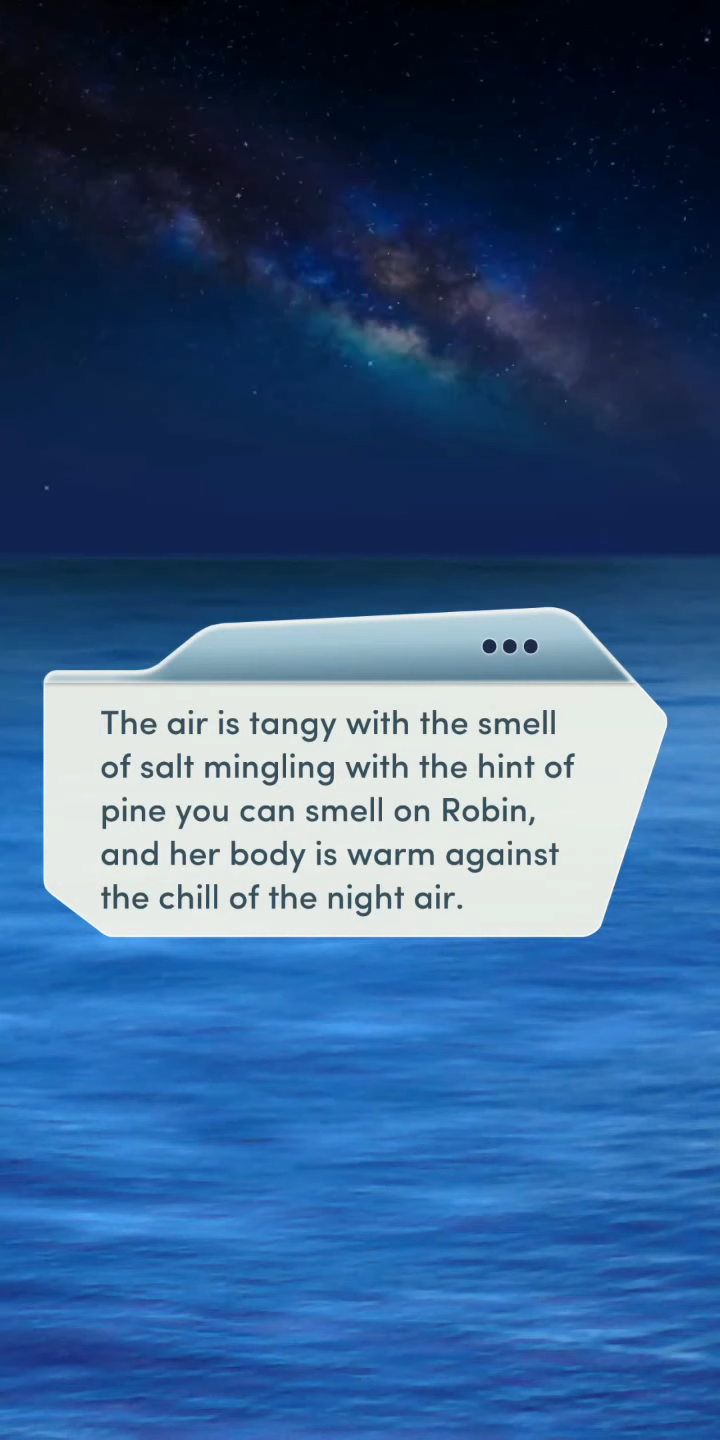 The air is tangy with the smell
of salt mingling with the hint of
pine you can smell on Robin,
and her body is warm against
the chill of the night air.